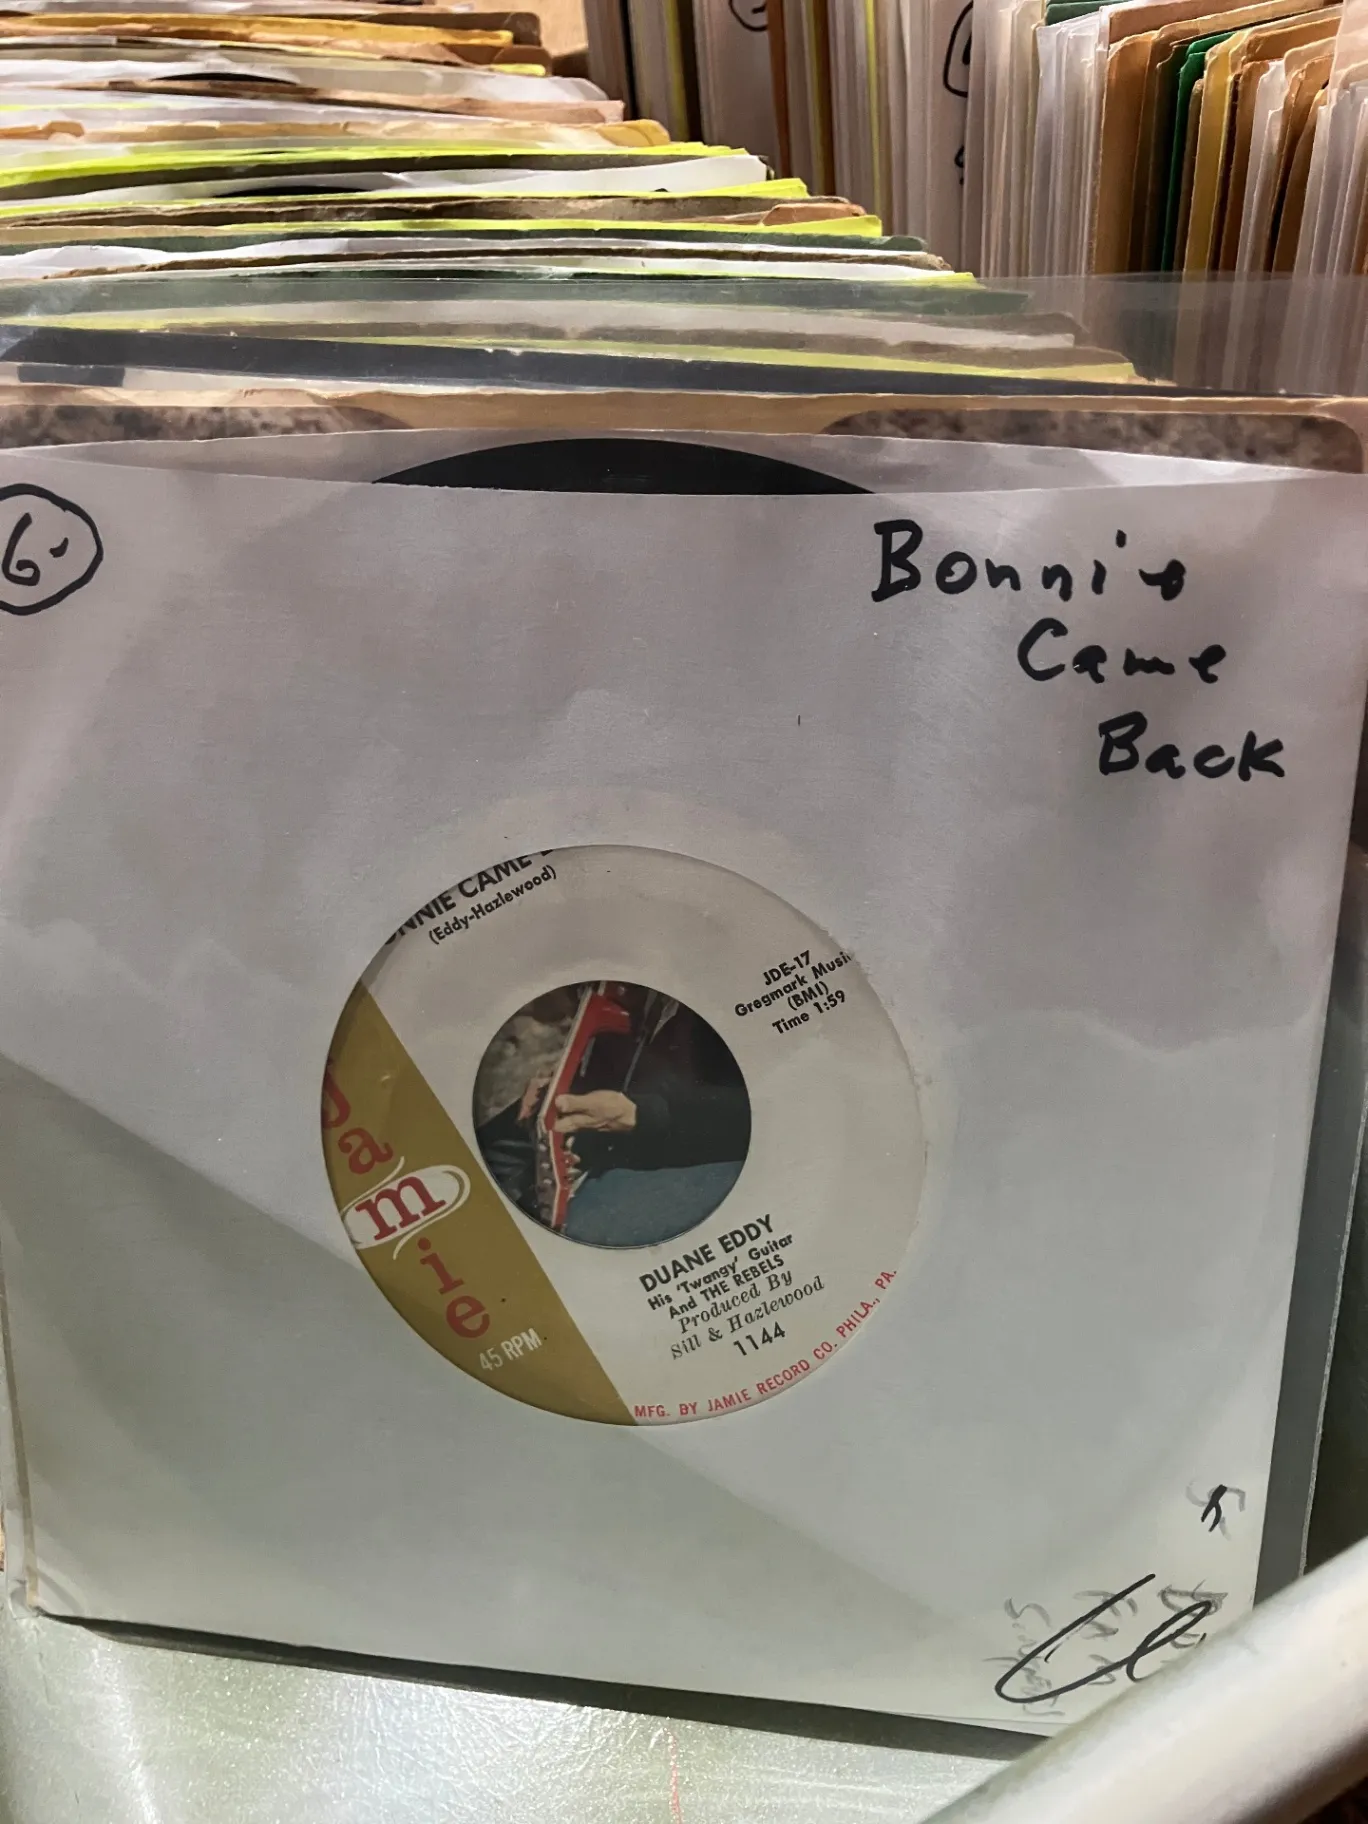 6
Bonnie
Came
Back
NNIE CAME
(Eddy-Hazlewood)
JDE-17
Gregmark Music
(BMI)
Time 1:59
Jamie
45 RPM
DUANE EDDY
His 'Twangy' Guitar
And THE REBELS
Produced By
Sill & Hazlewood
1144
MFG. BY JAMIE RECORD CO. PHILA., PA.